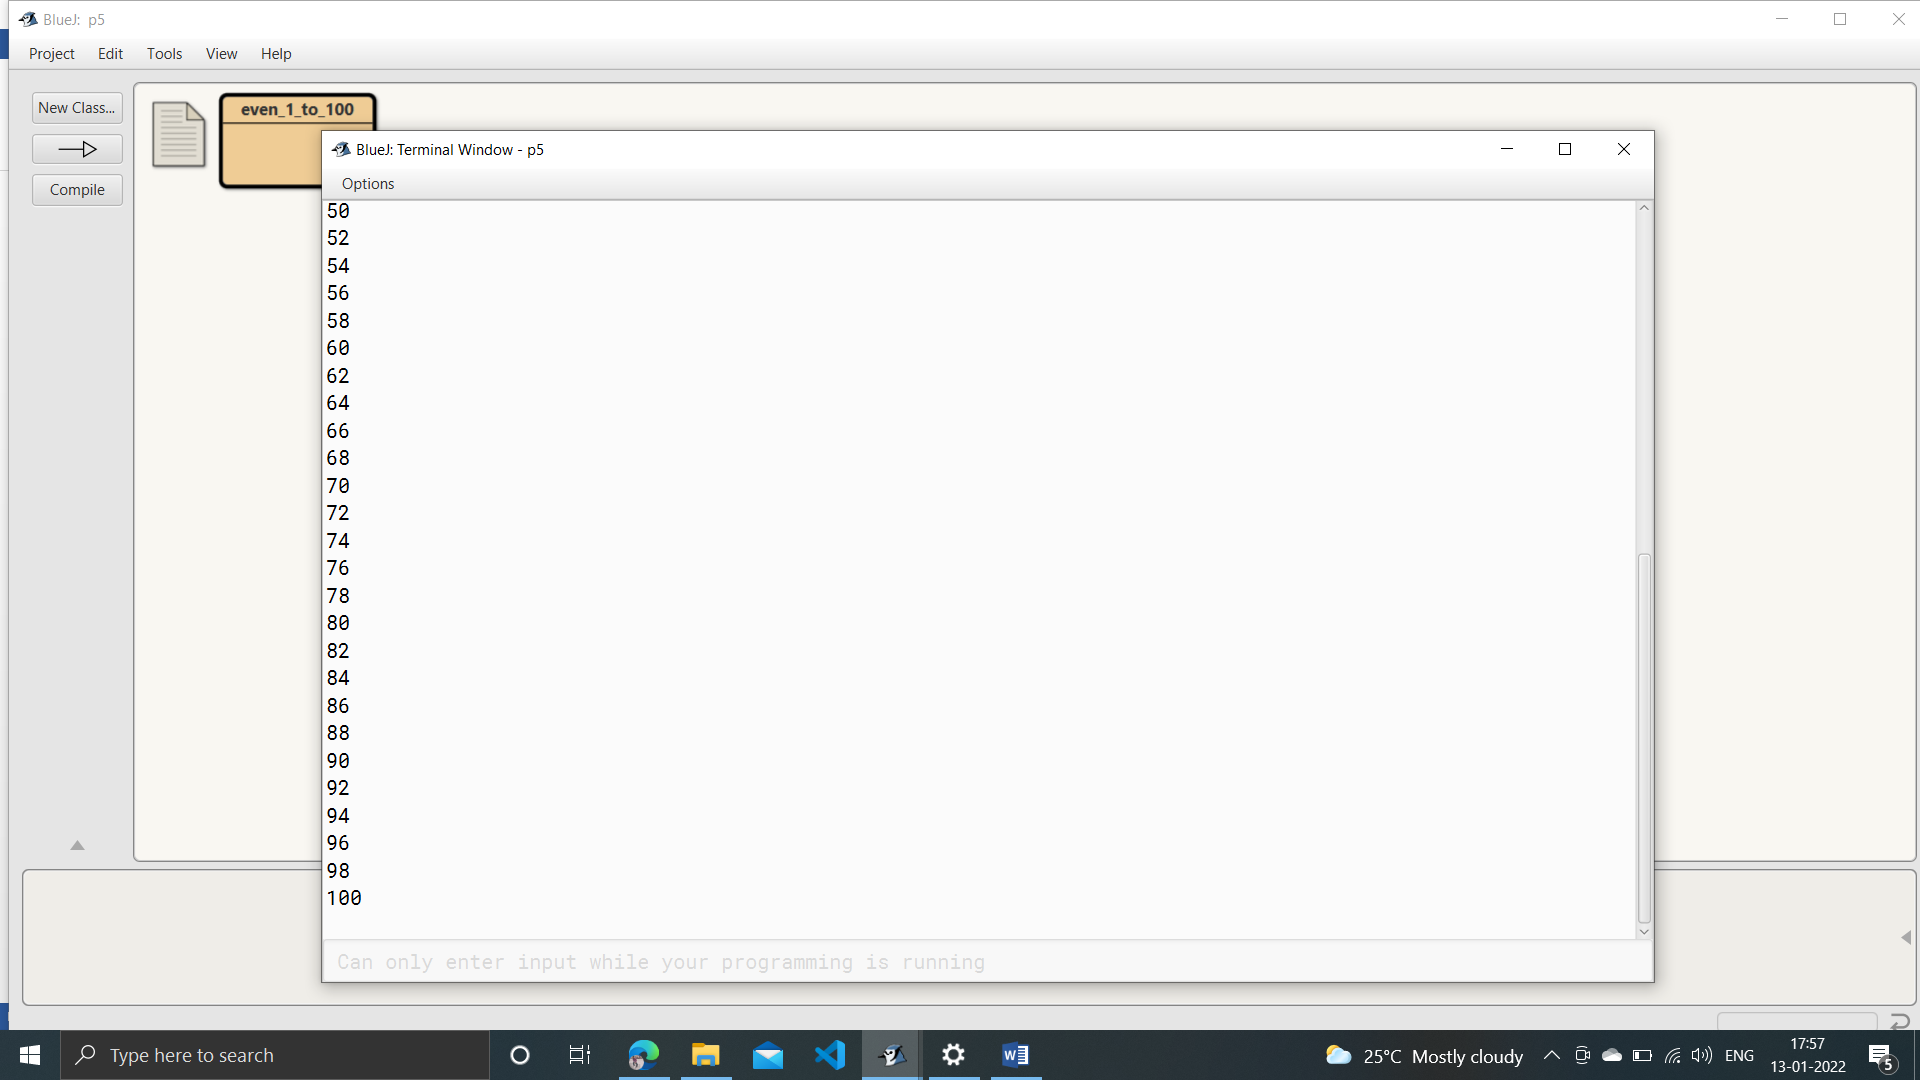 BlueJ: p5
Project Edit Tools View Help
New Class...
Compile
even_1_to_100
BlueJ: Terminal Window - p5
Options
50
52
54
56
58
60
62
64
66
68
70
72
74
76
78
80
82
84
86
88
90
92
94
96
98
100
Can only enter input while your programming is running
Type here to search
25°C Mostly cloudy
ENG
17:57
13-01-2022
5